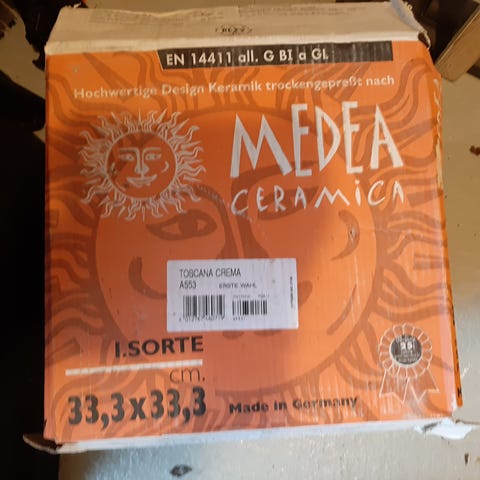 EN 14411 all. G BI a GL
Hochwertige Design Keramik trockengepreßt nach
MEDEA
CERAMICA
TOSCANA CREMA
A553 ERSTE WAHL
I.SORTE
cm.
33,3x33,3
Made in Germany